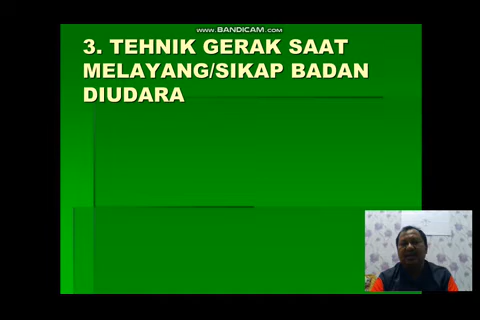 WWW.BANDICAM.COM
3. TEHNIK GERAK SAAT
MELAYANG/SIKAP BADAN
DIUDARA